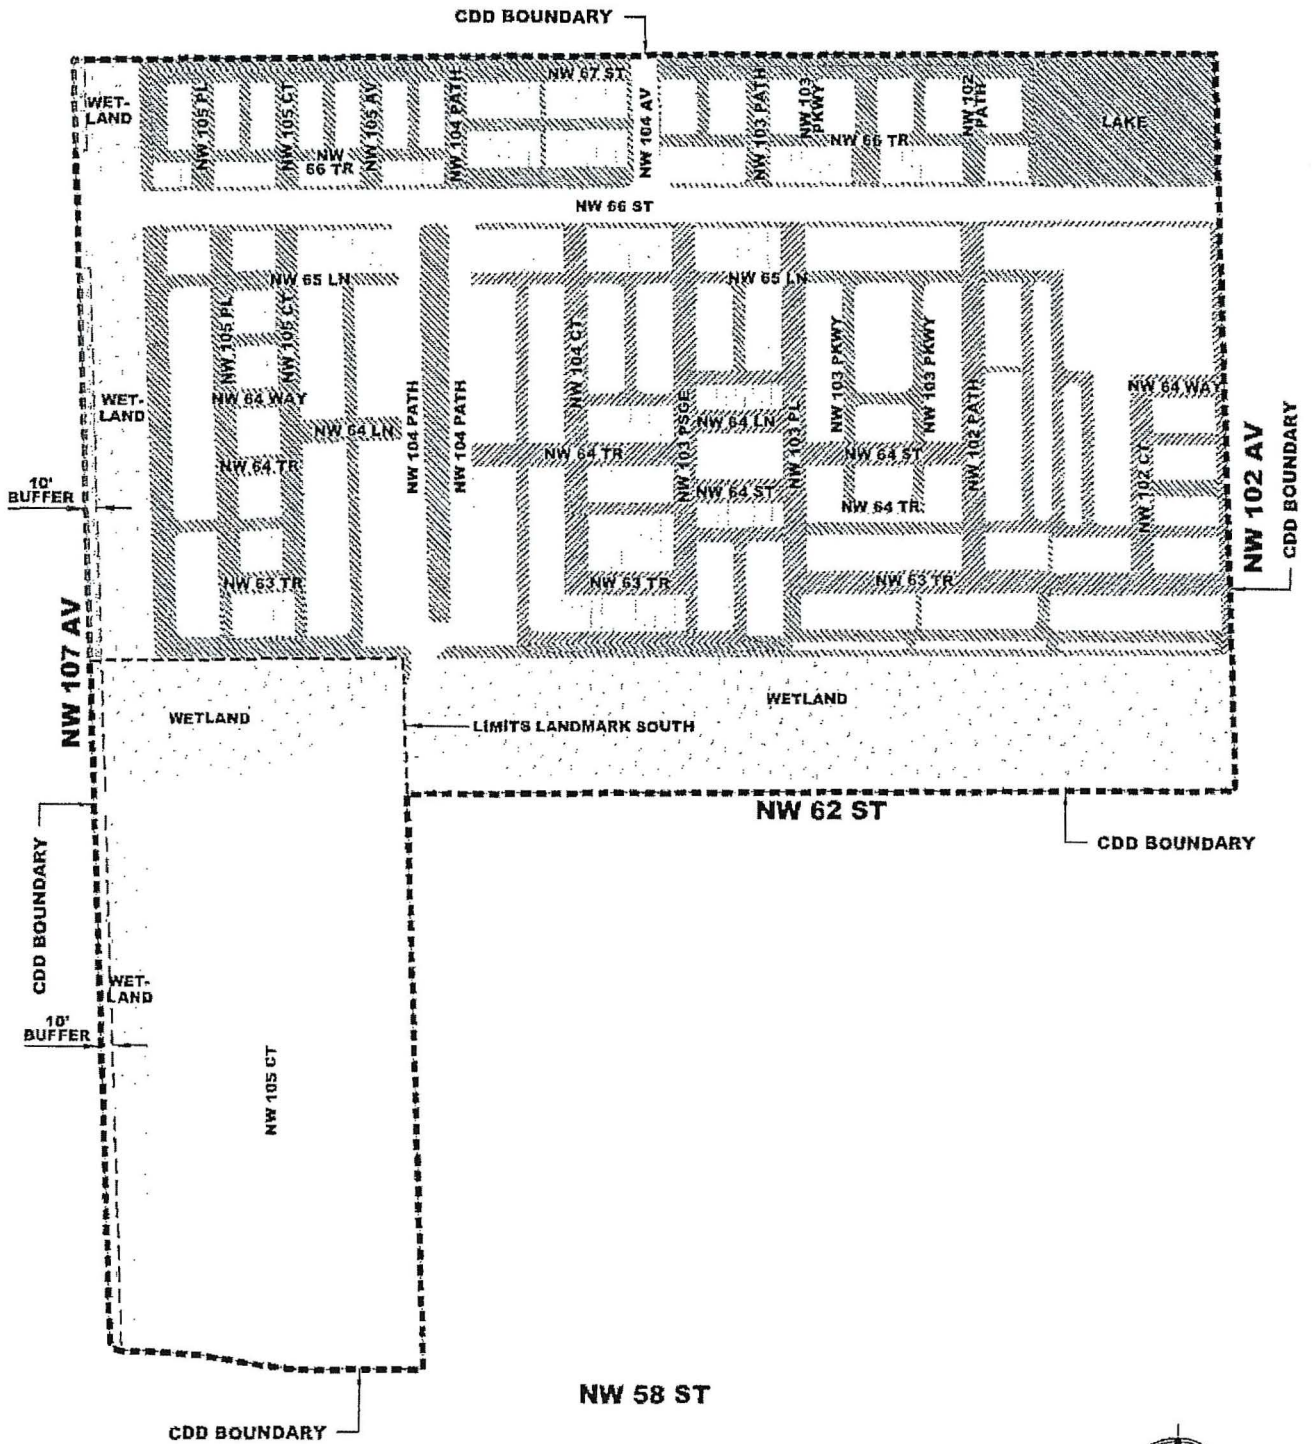 CDD BOUNDARY
NW 67 ST
WET-
LAND
NW 105 PL
NW 105 CT
NW 105 AV
NW 104 PATH
NW 104 AV
NW 103 PATH
NW 103
PKWY
NW 102
PATH
LAKE
NW
66 TR
NW 66 TR
NW 66 ST
NW 65 LN
NW 65 LN
NW 105 PL
NW 105 CT
NW 104 CT
NW 103 PKWY
NW 103 PKWY
WET-
LAND
NW 64 WAY
NW 64 WAY
NW 104 PATH
NW 104 PATH
NW 103 PSGE
NW 103 PL
NW 102 PATH
NW 102 CT
NW 64 LN
NW 64 LN
NW 64 TR
NW 64 TR
NW 64 ST
NW 64 ST
NW 64 TR
10'
BUFFER
NW 102 AV
CDD BOUNDARY
NW 63 TR
NW 63 TR
NW 63 TR
NW 107 AV
WETLAND
WETLAND
LIMITS LANDMARK SOUTH
NW 62 ST
CDD BOUNDARY
CDD BOUNDARY
WET-
LAND
10'
BUFFER
NW 105 CT
NW 58 ST
CDD BOUNDARY